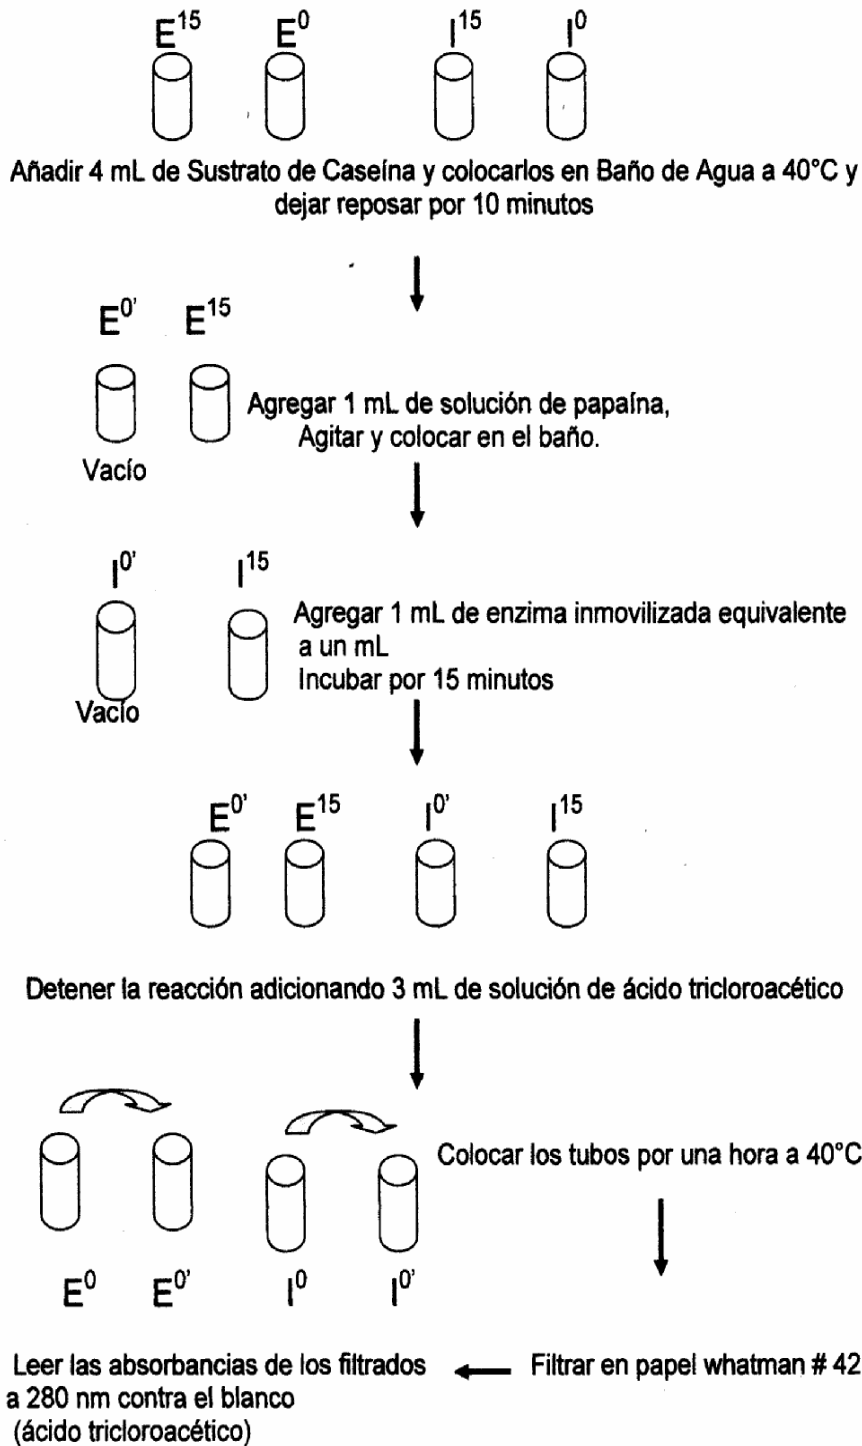 E¹⁵ E⁰ I¹⁵ I⁰
Añadir 4 mL de Sustrato de Caseína y colocarlos en Baño de Agua a 40°C y
dejar reposar por 10 minutos
E⁰' E¹⁵
Agregar 1 mL de solución de papaína,
Agitar y colocar en el baño.
Vacío
I⁰' I¹⁵
Agregar 1 mL de enzima inmovilizada equivalente
a un mL
Incubar por 15 minutos
Vacío
E⁰' E¹⁵ I⁰' I¹⁵
Detener la reacción adicionando 3 mL de solución de ácido tricloroacético
Colocar los tubos por una hora a 40°C
E⁰ E⁰' I⁰ I⁰'
Filtrar en papel whatman # 42
Leer las absorbancias de los filtrados
a 280 nm contra el blanco
(ácido tricloroacético)